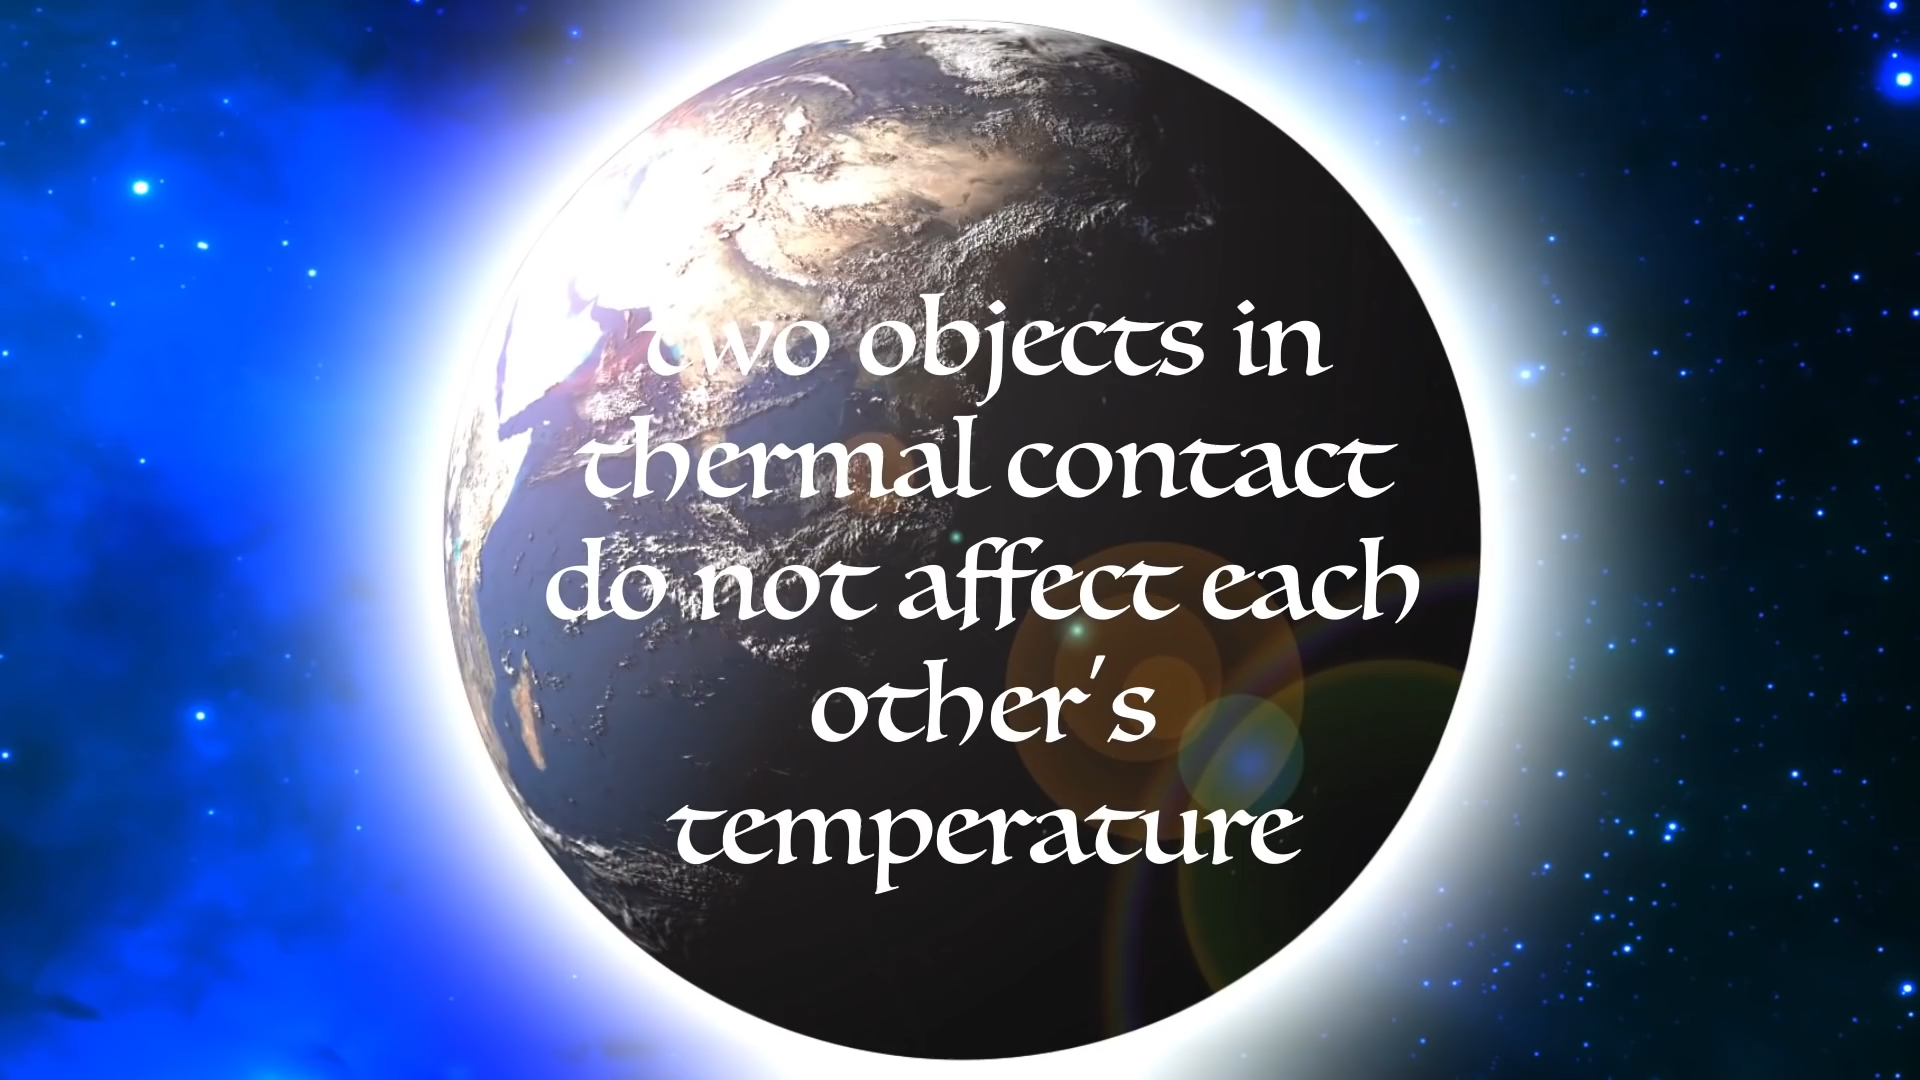 two objects in
thermal contact
do not affect each
other's
temperature